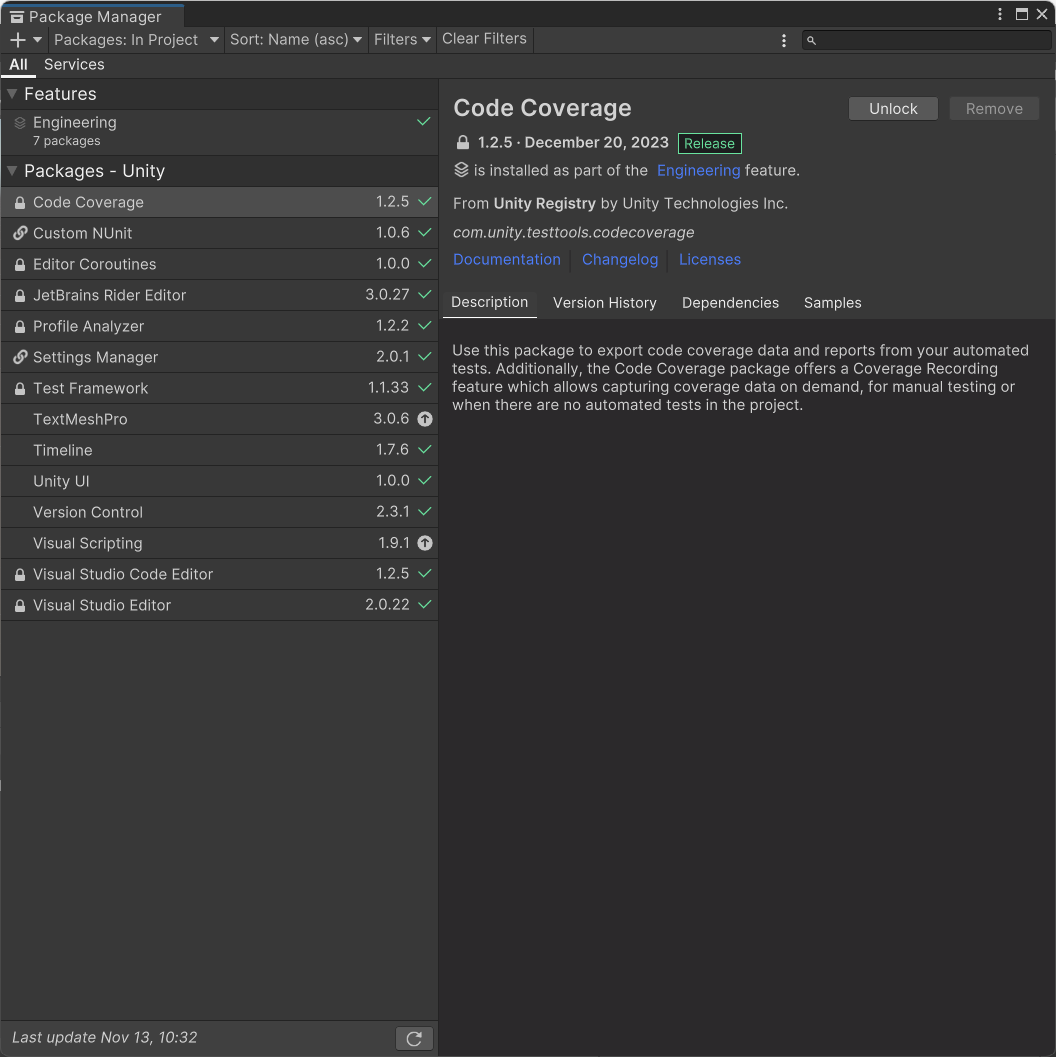 Package Manager
Packages: In Project
Sort: Name (asc)
Filters
Clear Filters
All
Services
Features
Engineering
7 packages
Packages - Unity
Code Coverage 1.2.5
Custom NUnit 1.0.6
Editor Coroutines 1.0.0
JetBrains Rider Editor 3.0.27
Profile Analyzer 1.2.2
Settings Manager 2.0.1
Test Framework 1.1.33
TextMeshPro 3.0.6
Timeline 1.7.6
Unity UI 1.0.0
Version Control 2.3.1
Visual Scripting 1.9.1
Visual Studio Code Editor 1.2.5
Visual Studio Editor 2.0.22
Last update Nov 13, 10:32
Code Coverage
Unlock
Remove
1.2.5 · December 20, 2023 Release
is installed as part of the Engineering feature.
From Unity Registry by Unity Technologies Inc.
com.unity.testtools.codecoverage
Documentation
Changelog
Licenses
Description
Version History
Dependencies
Samples
Use this package to export code coverage data and reports from your automated
tests. Additionally, the Code Coverage package offers a Coverage Recording
feature which allows capturing coverage data on demand, for manual testing or
when there are no automated tests in the project.